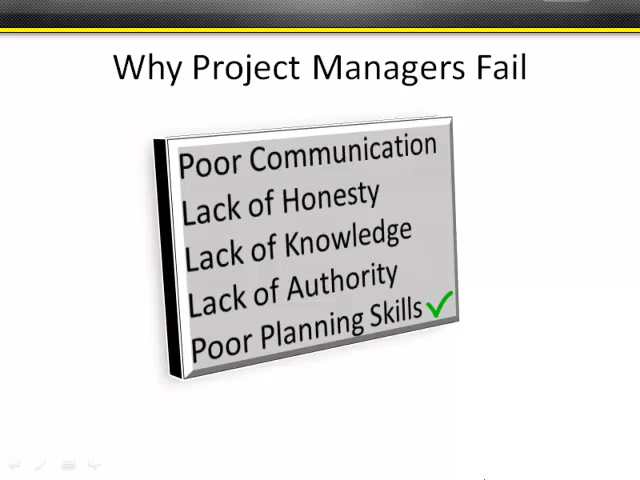 Why Project Managers Fail
Poor Communication
Lack of Honesty
Lack of Knowledge
Lack of Authority
Poor Planning Skills